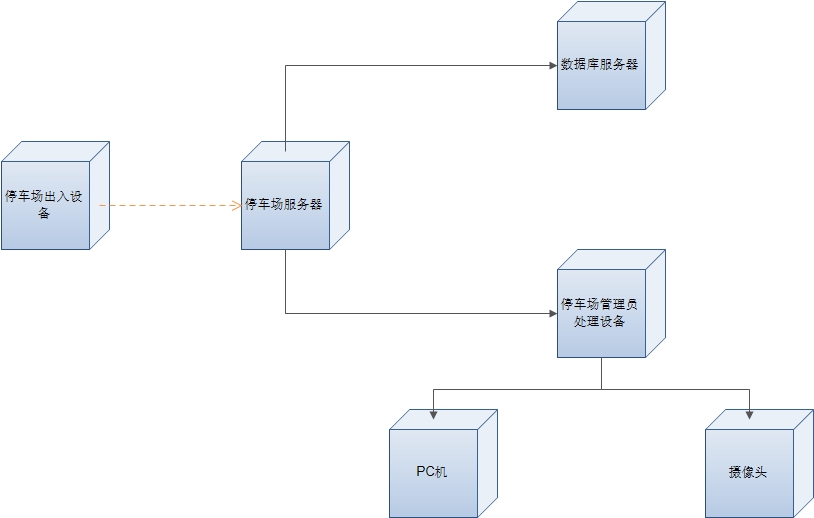 数据库服务器
停车场出入设
备
停车场服务器
停车场管理员
处理设备
PC机
摄像头